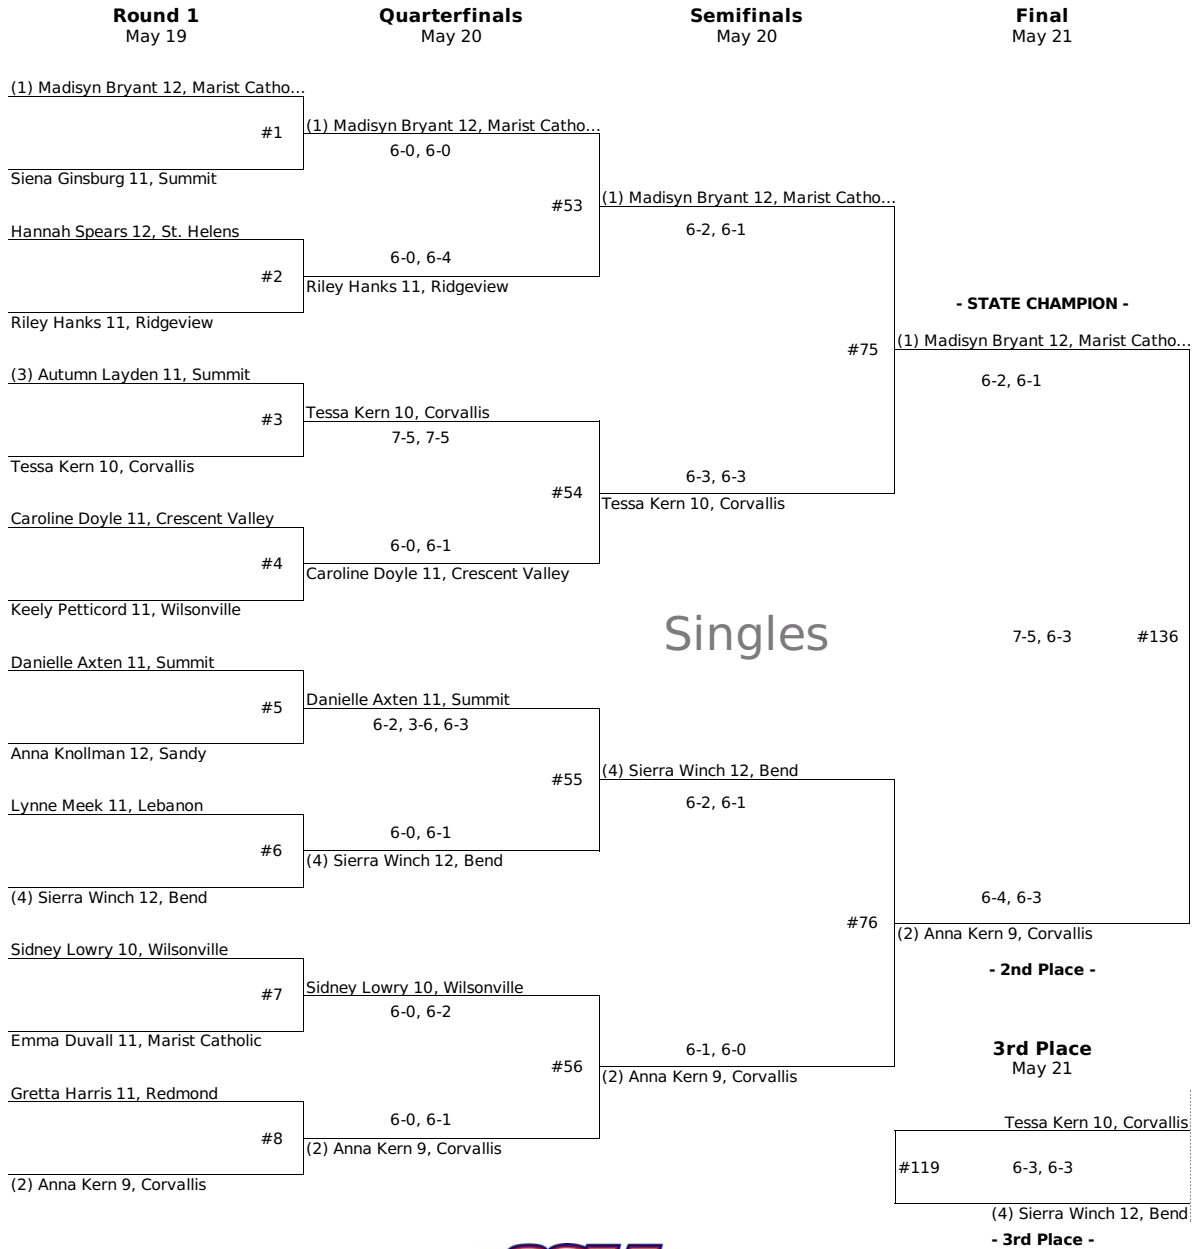 Round 1
May 19
Quarterfinals
May 20
Semifinals
May 20
Final
May 21
(1) Madisyn Bryant 12, Marist Catho...
#1
Siena Ginsburg 11, Summit
Hannah Spears 12, St. Helens
#2
Riley Hanks 11, Ridgeview
(3) Autumn Layden 11, Summit
#3
Tessa Kern 10, Corvallis
Caroline Doyle 11, Crescent Valley
#4
Keely Petticord 11, Wilsonville
Danielle Axten 11, Summit
#5
Anna Knollman 12, Sandy
Lynne Meek 11, Lebanon
#6
(4) Sierra Winch 12, Bend
Sidney Lowry 10, Wilsonville
#7
Emma Duvall 11, Marist Catholic
Gretta Harris 11, Redmond
#8
(2) Anna Kern 9, Corvallis
(1) Madisyn Bryant 12, Marist Catho...
6-0, 6-0
#53
6-0, 6-4
Riley Hanks 11, Ridgeview
Tessa Kern 10, Corvallis
7-5, 7-5
#54
6-0, 6-1
Caroline Doyle 11, Crescent Valley
Danielle Axten 11, Summit
6-2, 3-6, 6-3
#55
6-0, 6-1
(4) Sierra Winch 12, Bend
Sidney Lowry 10, Wilsonville
6-0, 6-2
#56
6-0, 6-1
(2) Anna Kern 9, Corvallis
(1) Madisyn Bryant 12, Marist Catho...
6-2, 6-1
#75
6-3, 6-3
Tessa Kern 10, Corvallis
Singles
(4) Sierra Winch 12, Bend
6-2, 6-1
#76
6-1, 6-0
(2) Anna Kern 9, Corvallis
- STATE CHAMPION -
(1) Madisyn Bryant 12, Marist Catho...
6-2, 6-1
7-5, 6-3 #136
6-4, 6-3
(2) Anna Kern 9, Corvallis
- 2nd Place -
3rd Place
May 21
Tessa Kern 10, Corvallis
#119 6-3, 6-3
(4) Sierra Winch 12, Bend
- 3rd Place -